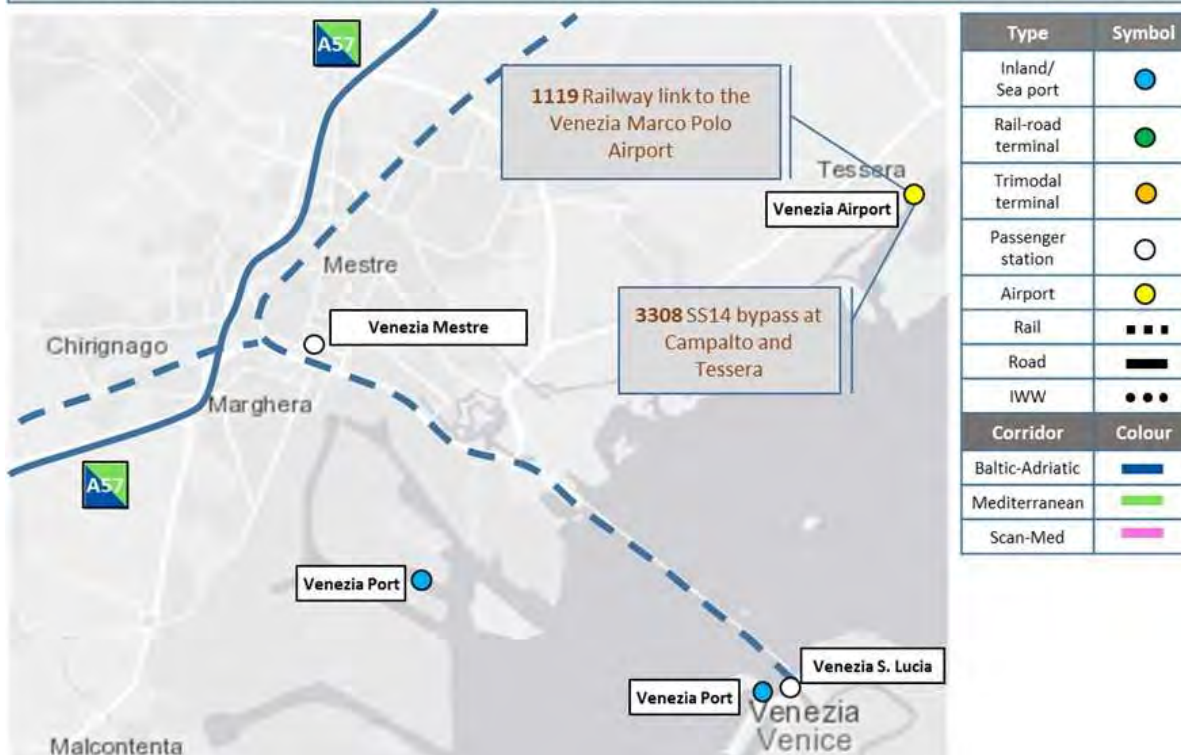 A57
1119 Railway link to the
Venezia Marco Polo
Airport
Tessera
Venezia Airport
Mestre
Venezia Mestre
3308 SS14 bypass at
Campalto and
Tessera
Chirignago
Marghera
A57
Venezia Port
Venezia S. Lucia
Venezia Port
Venezia
Venice
Malcontenta
Type Symbol
Inland/
Sea port
Rail-road
terminal
Trimodal
terminal
Passenger
station
Airport
Rail
Road
IWW
Corridor Colour
Baltic-Adriatic
Mediterranean
Scan-Med